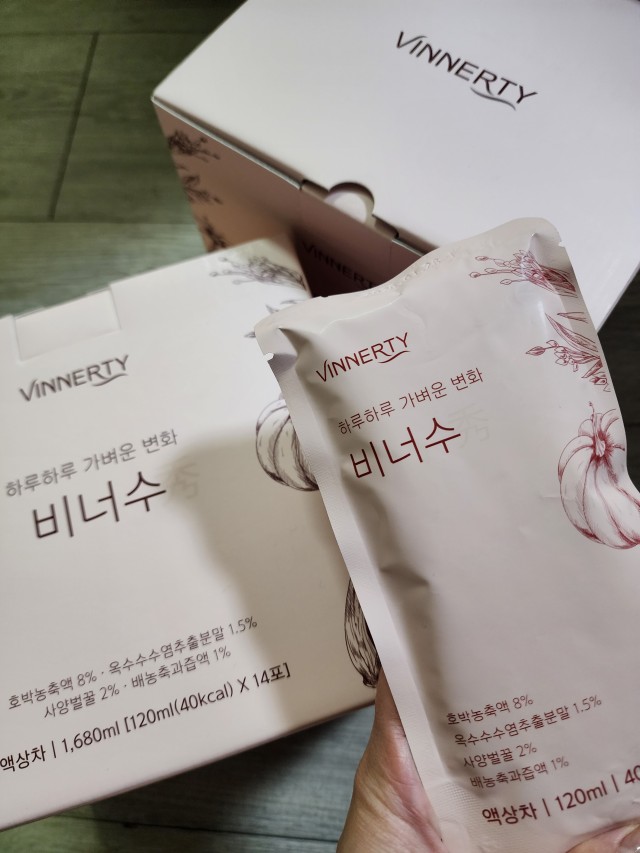 VINNERTY
VINNERTY
VINNERTY
하루하루 가벼운 변화
비너수秀
호박농축액 8% · 옥수수수염추출분말 1.5%
사양벌꿀 2% · 배농축과즙액 1%
액상차 | 1,680ml [120ml(40kcal) X 14포]
VINNERTY
하루하루 가벼운 변화
비너수秀
호박농축액 8%
옥수수수염추출분말 1.5%
사양벌꿀 2%
배농축과즙액 1%
액상차 | 120ml | 40